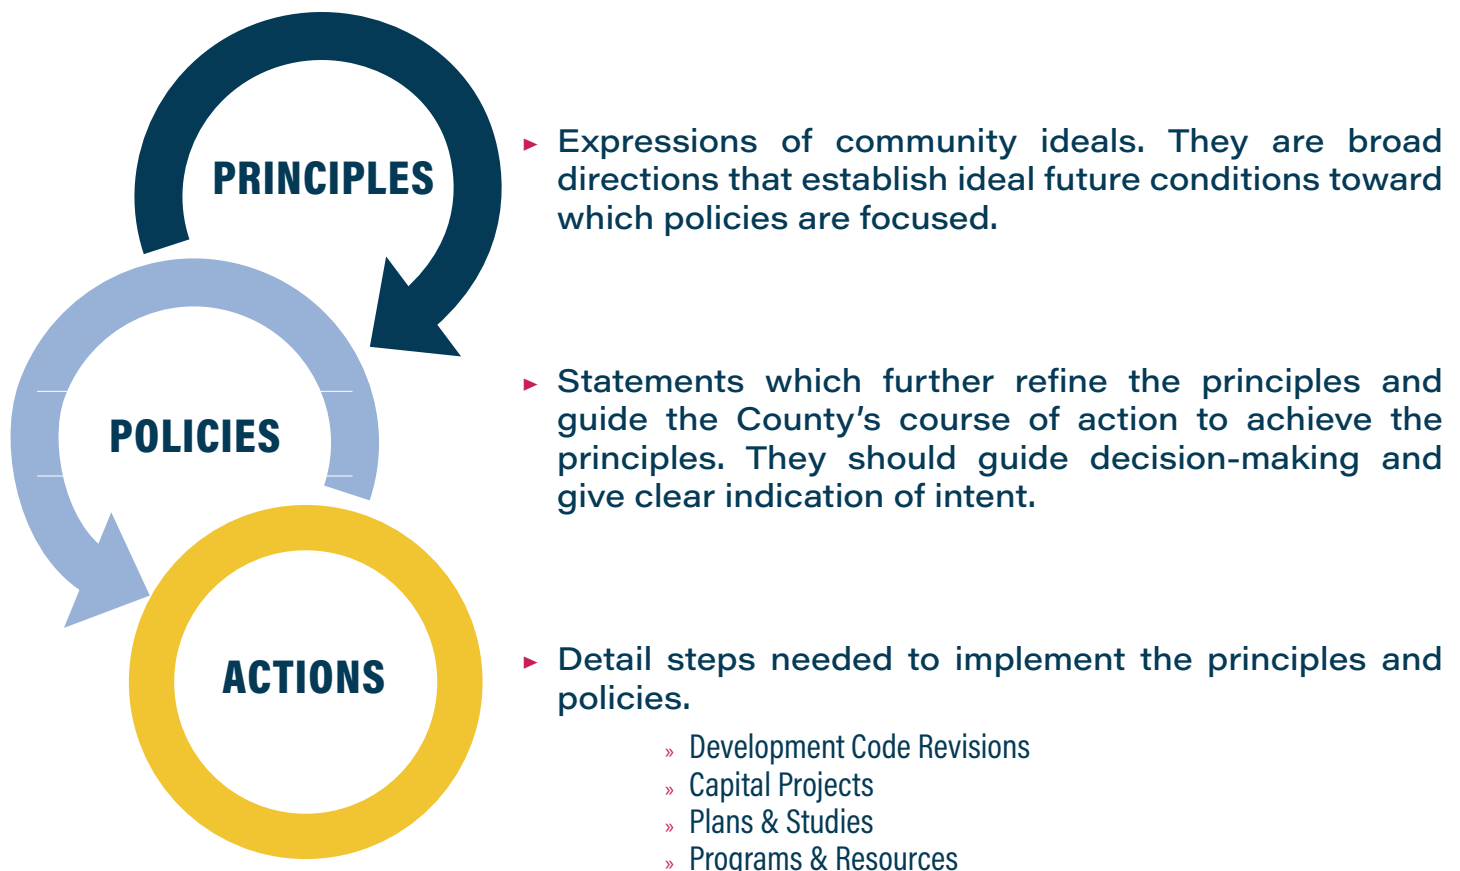 PRINCIPLES
► Expressions of community ideals. They are broad
directions that establish ideal future conditions toward
which policies are focused.
POLICIES
► Statements which further refine the principles and
guide the County’s course of action to achieve the
principles. They should guide decision-making and
give clear indication of intent.
ACTIONS
► Detail steps needed to implement the principles and
policies.
» Development Code Revisions
» Capital Projects
» Plans & Studies
» Programs & Resources